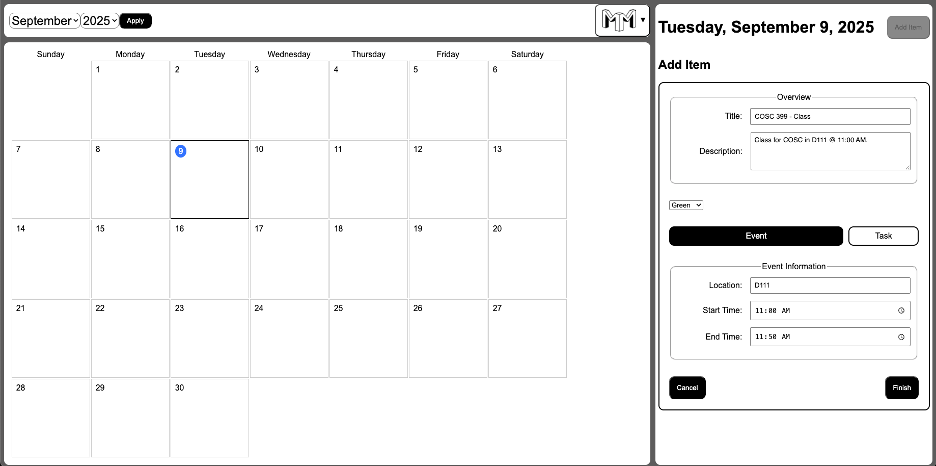 September 2025 Apply
MTM
Sunday Monday Tuesday Wednesday Thursday Friday Saturday
1 2 3 4 5 6
7 8 9 10 11 12 13
14 15 16 17 18 19 20
21 22 23 24 25 26 27
28 29 30
Tuesday, September 9, 2025 Add Item
Add Item
Overview
Title: COSC 399 - Class
Description: Class for COSC in D111 @ 11:00 AM.
Green
Event Task
Event Information
Location: D111
Start Time: 11:00 AM
End Time: 11:50 AM
Cancel Finish